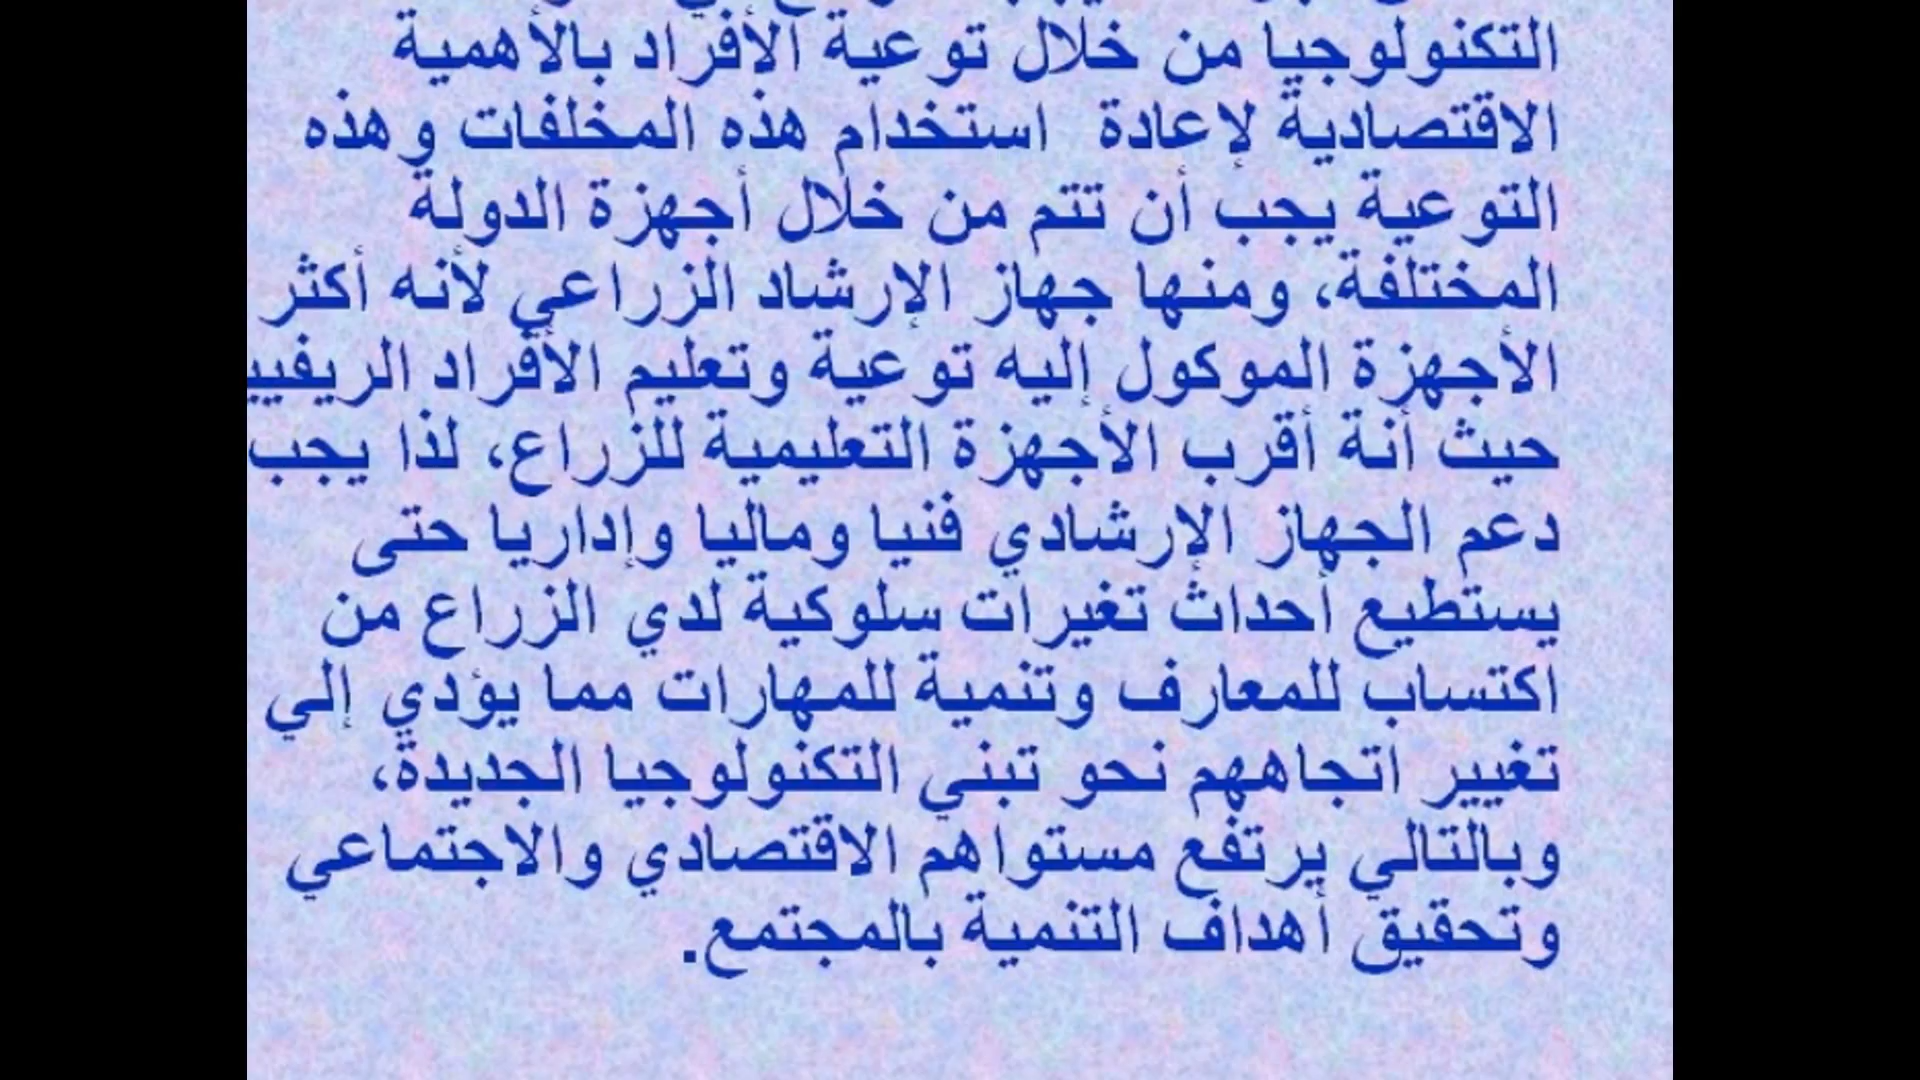 التكنولوجيا من خلال توعية الأفراد بالأهمية
الاقتصادية لإعادة استخدام هذه المخلفات وهذه
التوعية يجب أن تتم من خلال أجهزة الدولة
المختلفة، ومنها جهاز الإرشاد الزراعي لأنه أكثر
الأجهزة الموكول إليه توعية وتعليم الأفراد
حيث أنة أقرب الأجهزة التعليمية للزراع، لذا يجب
دعم الجهاز الإرشادي فنيا وماليا وإداريا حتى
يستطيع أحداث تغيرات سلوكية لدي الزراع من
اكتساب للمعارف وتنمية للمهارات مما يؤدي إلي
تغيير اتجاههم نحو تبني التكنولوجيا الجديدة،
وبالتالي يرتفع مستواهم الاقتصادي والاجتماعي
وتحقيق أهداف التنمية بالمجتمع.